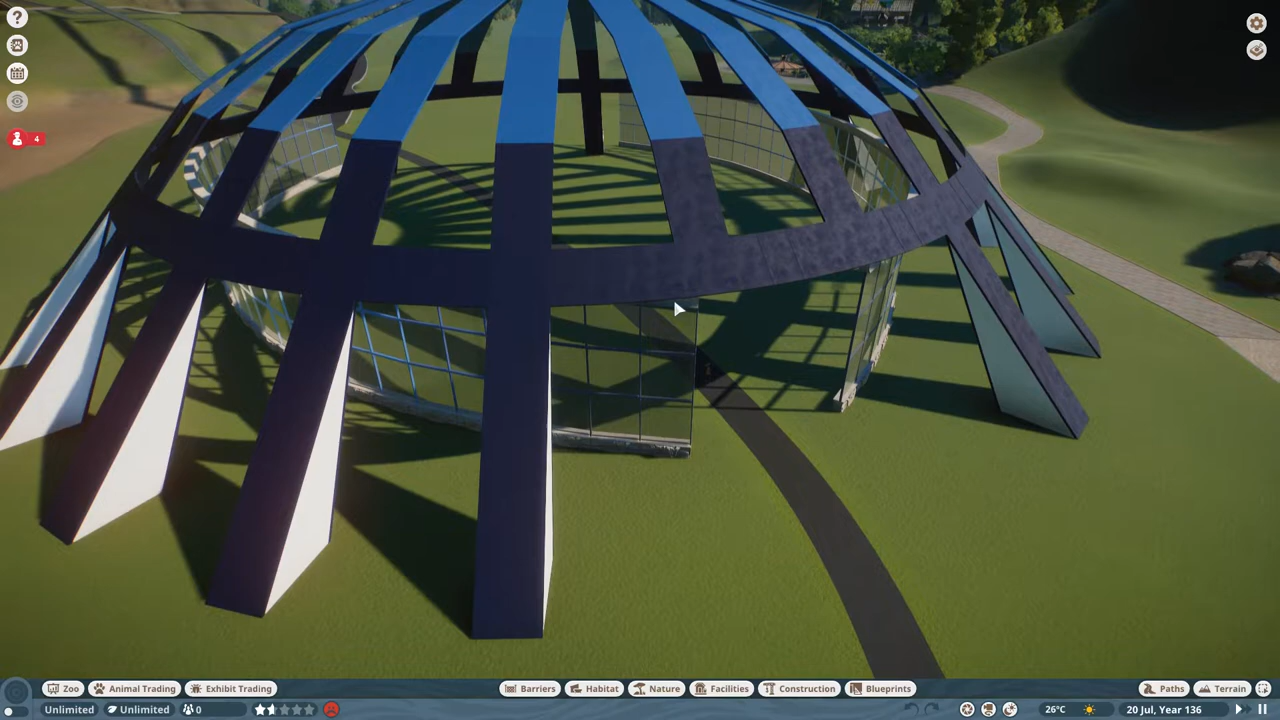 ?
4
Zoo
Animal Trading
Exhibit Trading
Barriers
Habitat
Nature
Facilities
Construction
Blueprints
Paths
Terrain
Unlimited
Unlimited
0
26°C
20 Jul, Year 136